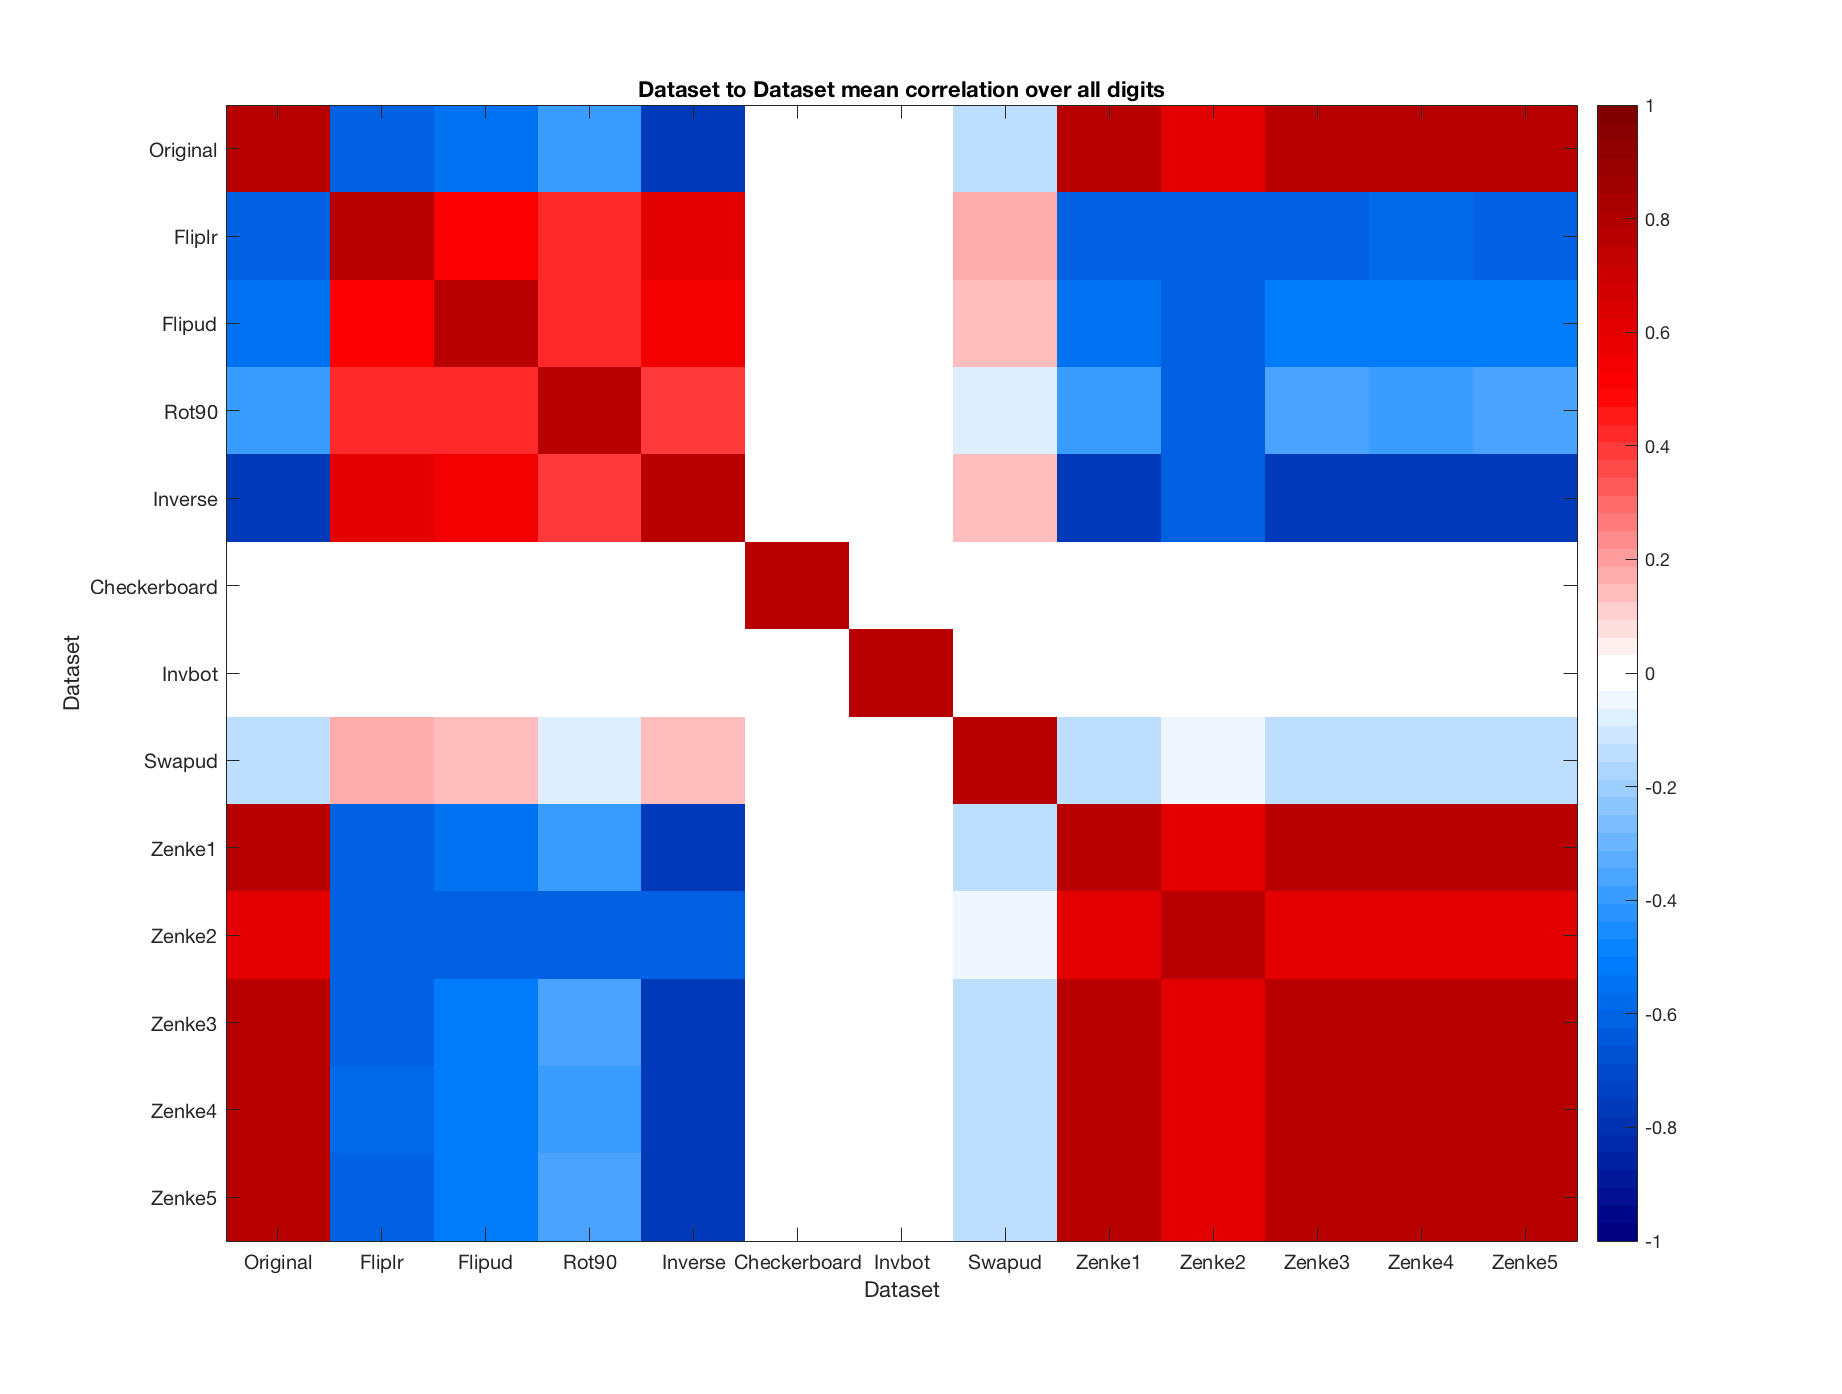 Dataset to Dataset mean correlation over all digits
Original
Fliplr
Flipud
Rot90
Inverse
Checkerboard
Invbot
Swapud
Zenke1
Zenke2
Zenke3
Zenke4
Zenke5
Dataset
Original Fliplr Flipud Rot90 Inverse Checkerboard Invbot Swapud Zenke1 Zenke2 Zenke3 Zenke4 Zenke5
Dataset
1
0.8
0.6
0.4
0.2
0
-0.2
-0.4
-0.6
-0.8
-1